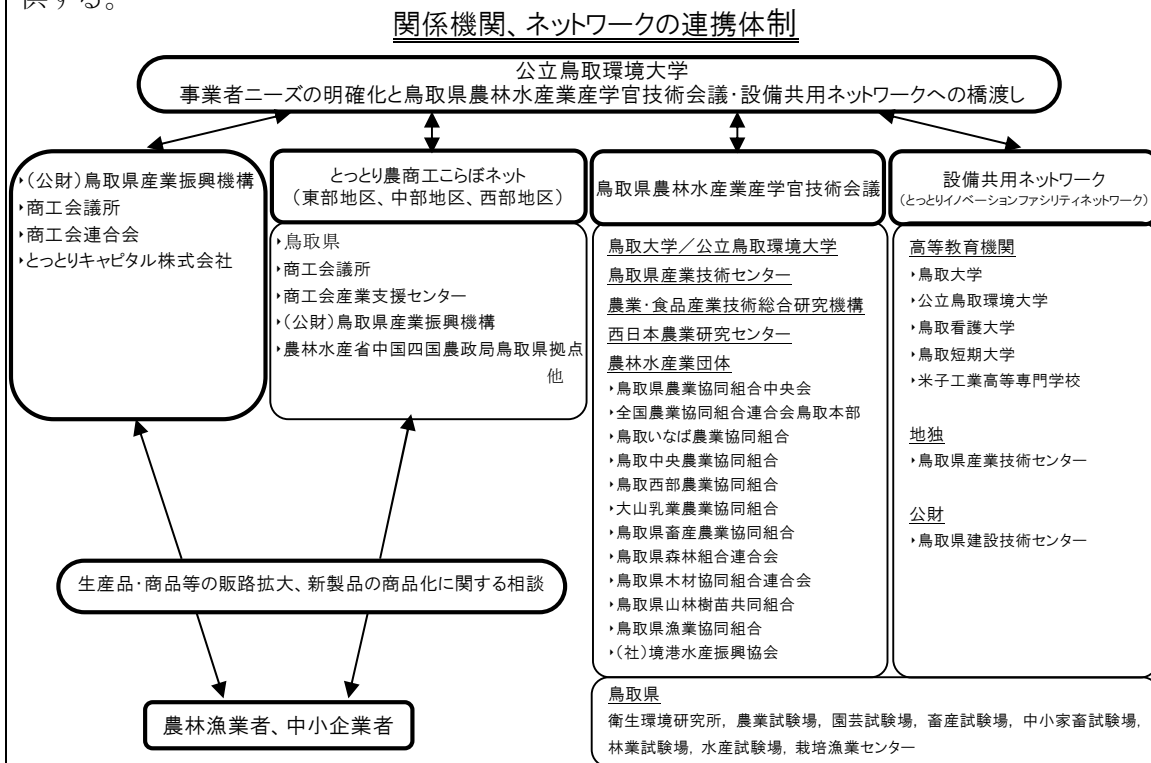 供する。
関係機関、ネットワークの連携体制
公立鳥取環境大学
事業者ニーズの明確化と鳥取県農林水産業産学官技術会議・設備共用ネットワークへの橋渡し
・(公財)鳥取県産業振興機構
・商工会議所
・商工会連合会
・とっとりキャピタル株式会社
とっとり農商工こらぼネット
(東部地区、中部地区、西部地区)
・鳥取県
・商工会議所
・商工会産業支援センター
・(公財)鳥取県産業振興機構
・農林水産省中国四国農政局鳥取県拠点
他
鳥取県農林水産業産学官技術会議
鳥取大学/公立鳥取環境大学
鳥取県産業技術センター
農業・食品産業技術総合研究機構
西日本農業研究センター
農林水産業団体
・鳥取県農業協同組合中央会
・全国農業協同組合連合会鳥取本部
・鳥取いなば農業協同組合
・鳥取中央農業協同組合
・鳥取西部農業協同組合
・大山乳業農業協同組合
・鳥取県畜産農業協同組合
・鳥取県森林組合連合会
・鳥取県木材協同組合連合会
・鳥取県山林樹苗共同組合
・鳥取県漁業協同組合
・(社)境港水産振興協会
設備共用ネットワーク
(とっとりイノベーションファシリティネットワーク)
高等教育機関
・鳥取大学
・公立鳥取環境大学
・鳥取看護大学
・鳥取短期大学
・米子工業高等専門学校
地独
・鳥取県産業技術センター
公財
・鳥取県建設技術センター
生産品・商品等の販路拡大、新製品の商品化に関する相談
農林漁業者、中小企業者
鳥取県
衛生環境研究所, 農業試験場, 園芸試験場, 畜産試験場, 中小家畜試験場,
林業試験場, 水産試験場, 栽培漁業センター